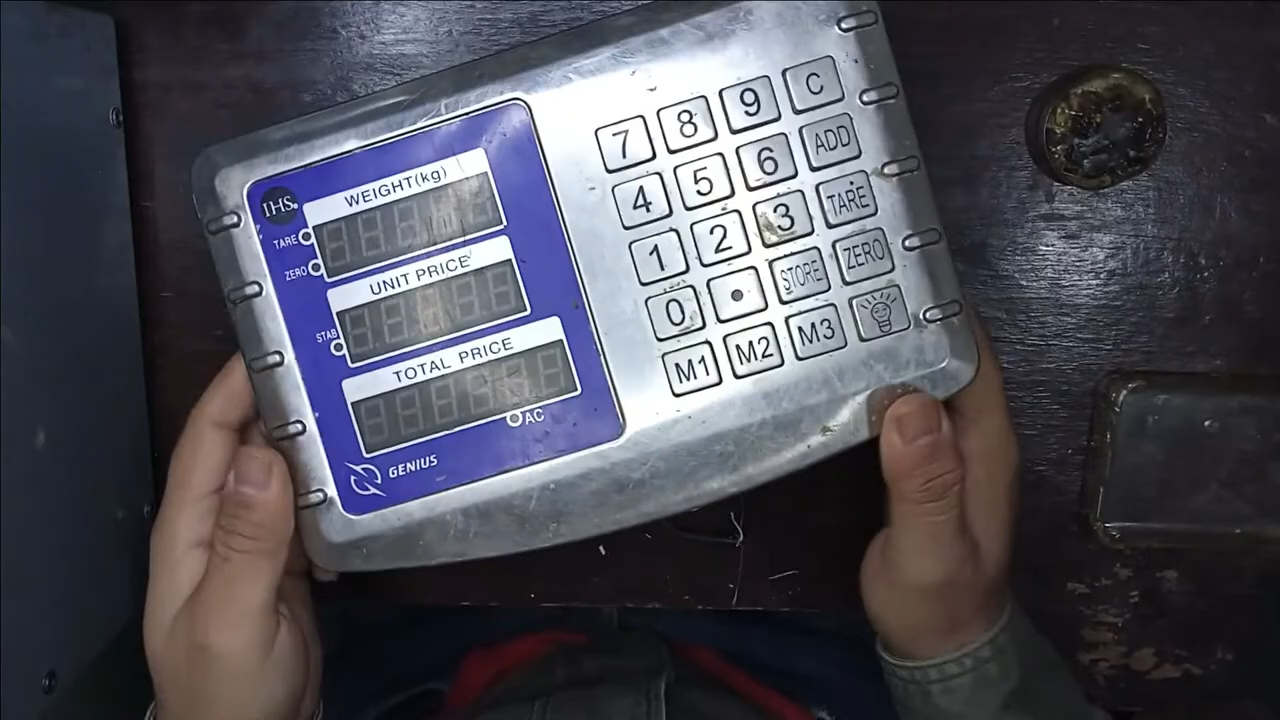 IHS.
WEIGHT(kg)
TARE
ZERO
UNIT PRICE
STAB
TOTAL PRICE
AC
GENIUS
7 8 9 C
4 5 6 ADD
1 2 3 TARE
0 . STORE ZERO
M1 M2 M3